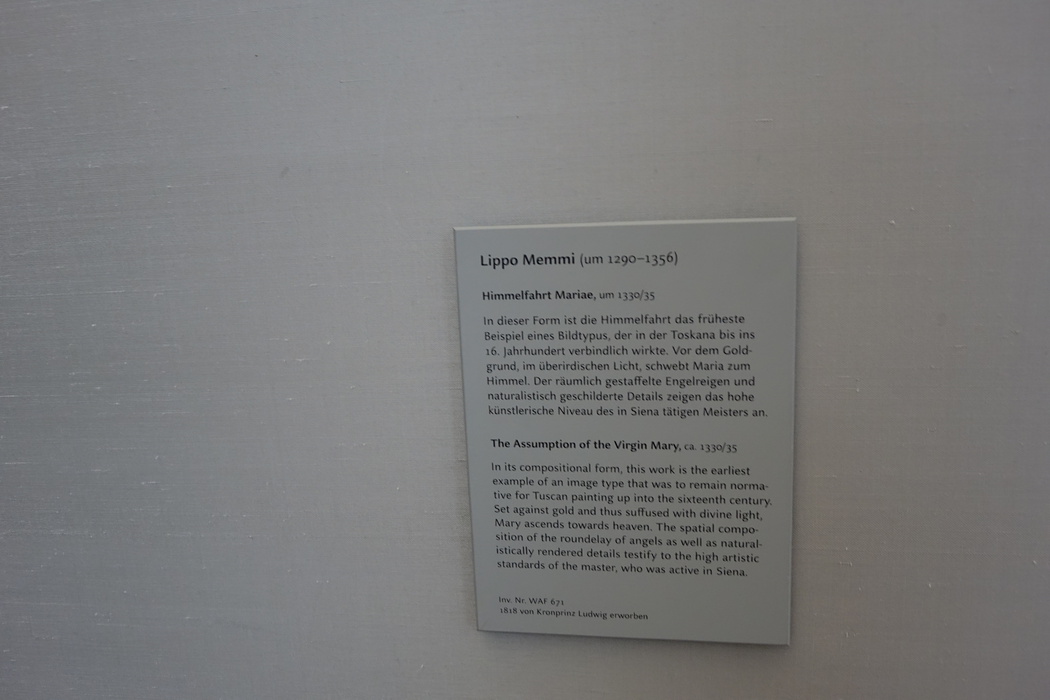 Lippo Memmi (um 1290–1356)
Himmelfahrt Mariae, um 1330/35
In dieser Form ist die Himmelfahrt das früheste
Beispiel eines Bildtypus, der in der Toskana bis ins
16. Jahrhundert verbindlich wirkte. Vor dem Gold-
grund, im überirdischen Licht, schwebt Maria zum
Himmel. Der räumlich gestaffelte Engelreigen und
naturalistisch geschilderte Details zeigen das hohe
künstlerische Niveau des in Siena tätigen Meisters an.
The Assumption of the Virgin Mary, ca. 1330/35
In its compositional form, this work is the earliest
example of an image type that was to remain norma-
tive for Tuscan painting up into the sixteenth century.
Set against gold and thus suffused with divine light,
Mary ascends towards heaven. The spatial compo-
sition of the roundelay of angels as well as natural-
istically rendered details testify to the high artistic
standards of the master, who was active in Siena.
Inv. Nr. WAF 671
1818 von Kronprinz Ludwig erworben